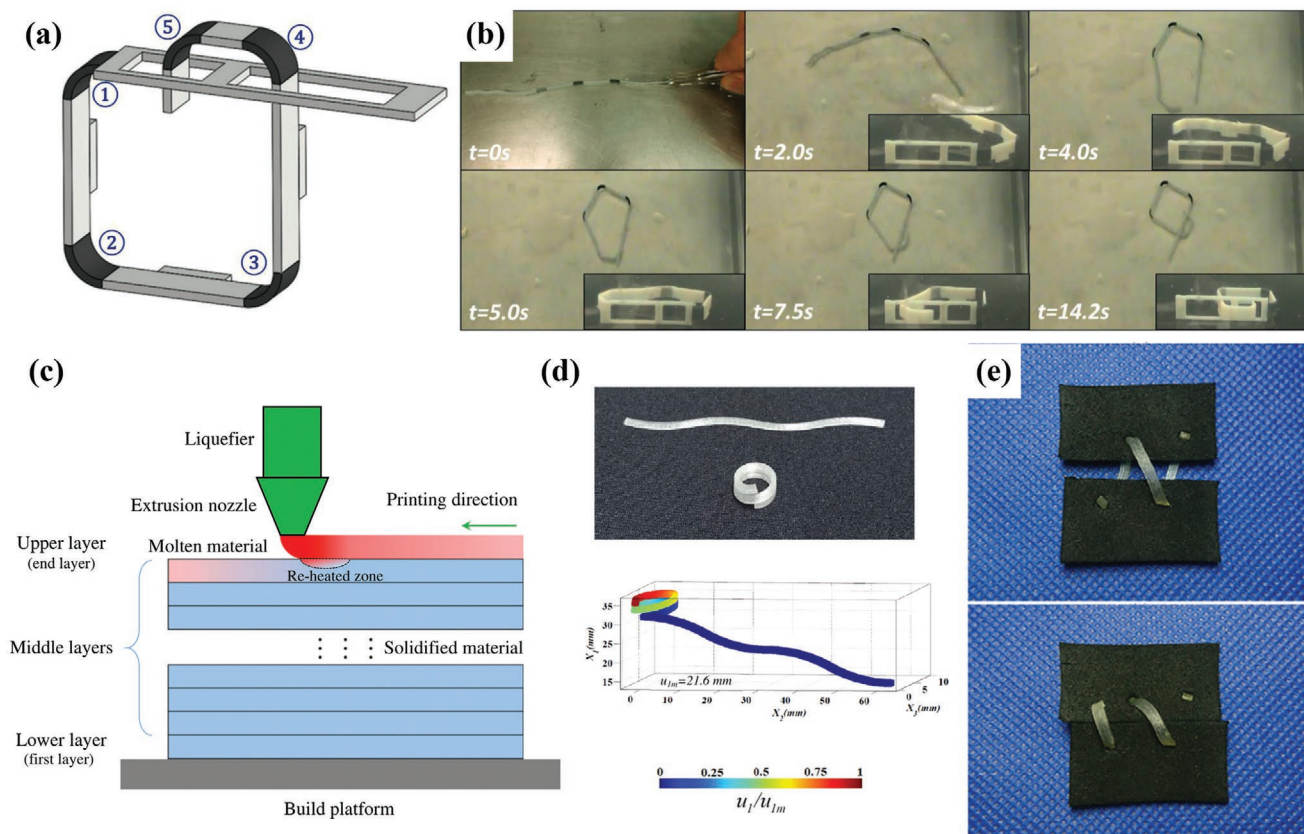 (a)
⑤
④
①
②
③
(b)
t=0s
t=2.0s
t=4.0s
t=5.0s
t=7.5s
t=14.2s
(c)
Liquefier
Extrusion nozzle
Printing direction
Upper layer
(end layer)
Molten material
Re-heated zone
Middle layers
Solidified material
Lower layer
(first layer)
Build platform
(d)
35
30
25
20
15
X₁(mm)
u₁ₘ=21.6 mm
0
10
20
30
40
50
60
X₂(mm)
0
5
10
X₃(mm)
0
0.25
0.5
0.75
1
u₁/u₁ₘ
(e)